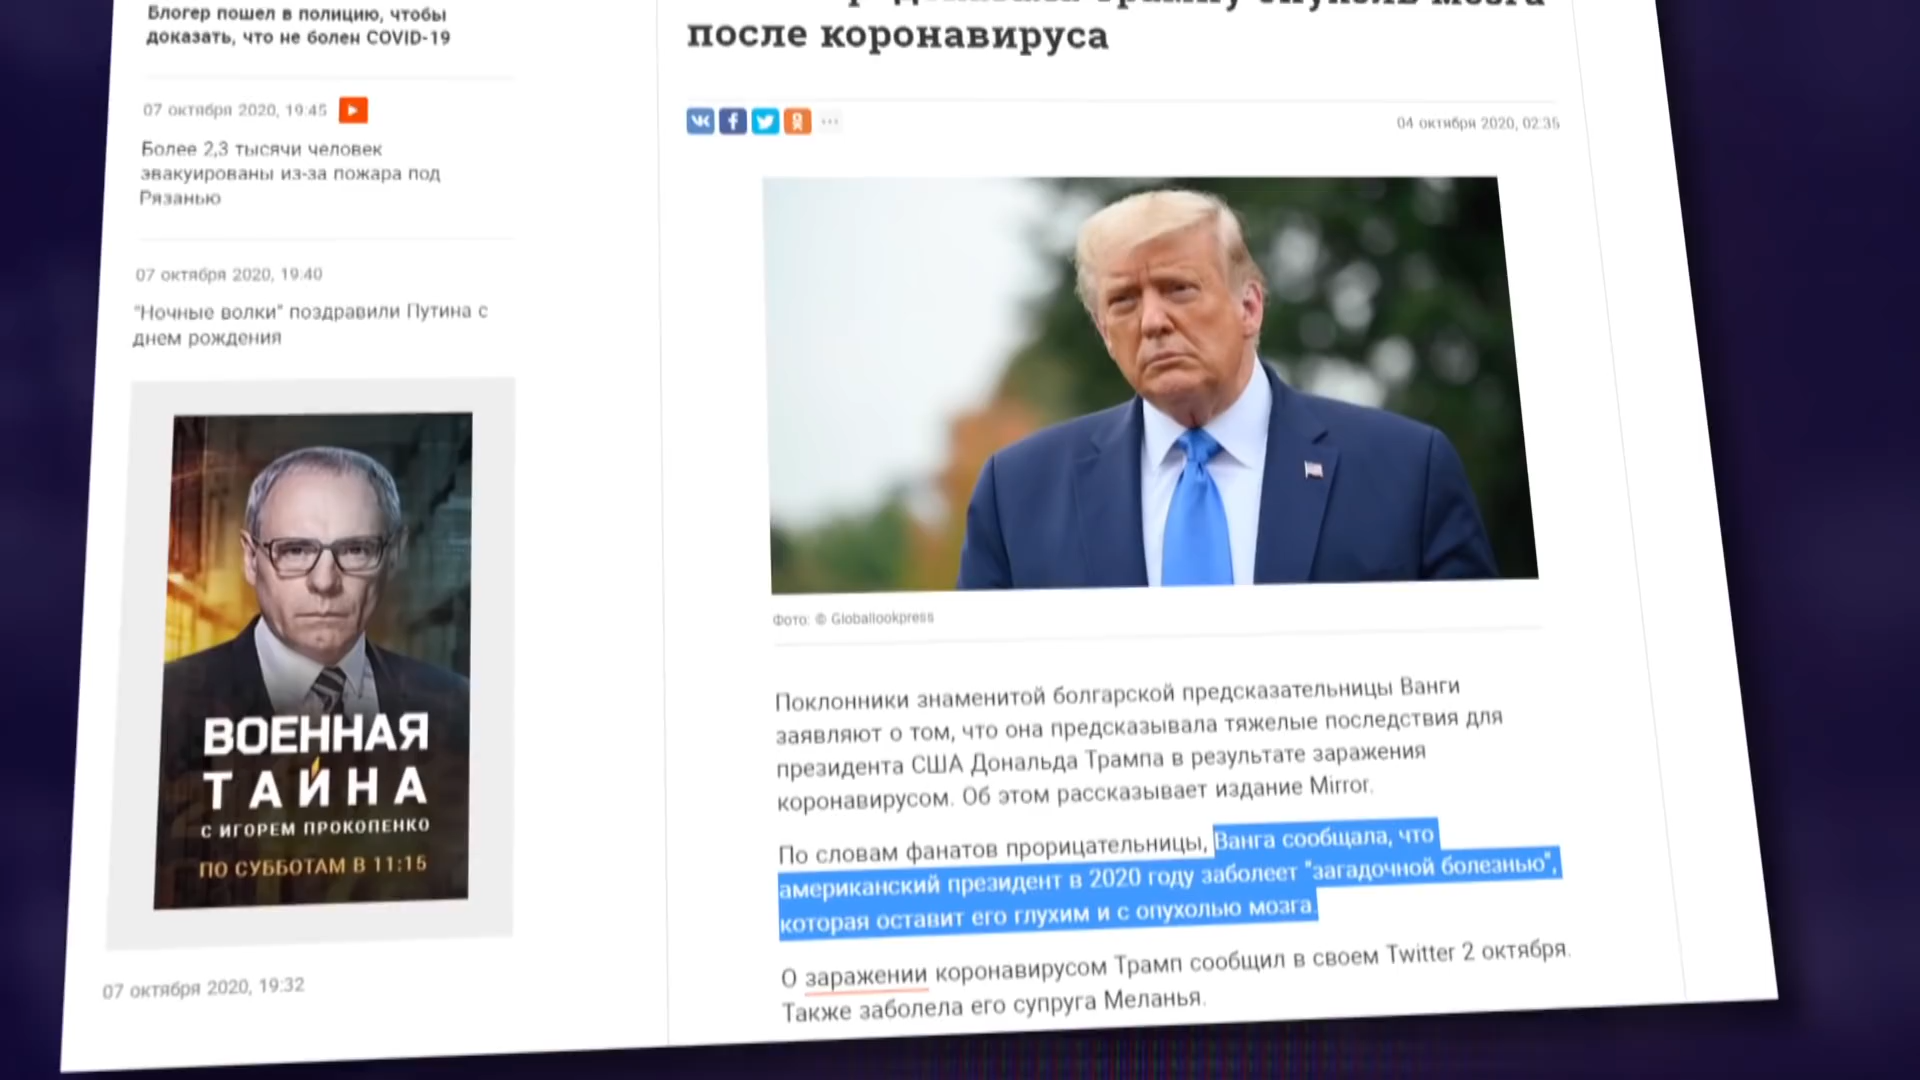 Блогер пошел в полицию, чтобы
доказать, что не болен COVID-19
07 октября 2020, 19:45
Более 2,3 тысячи человек
эвакуированы из-за пожара под
Рязанью
07 октября 2020, 19:40
"Ночные волки" поздравили Путина с
днем рождения
ВОЕННАЯ
ТАЙНА
С ИГОРЕМ ПРОКОПЕНКО
ПО СУББОТАМ В 11:15
07 октября 2020, 19:32
после коронавируса
04 октября 2020, 02:35
Фото: © Globallookpress
Поклонники знаменитой болгарской предсказательницы Ванги
заявляют о том, что она предсказывала тяжелые последствия для
президента США Дональда Трампа в результате заражения
коронавирусом. Об этом рассказывает издание Mirror.
По словам фанатов прорицательницы, Ванга сообщала, что
американский президент в 2020 году заболеет "загадочной болезнью",
которая оставит его глухим и с опухолью мозга.
О заражении коронавирусом Трамп сообщил в своем Twitter 2 октября.
Также заболела его супруга Меланья.